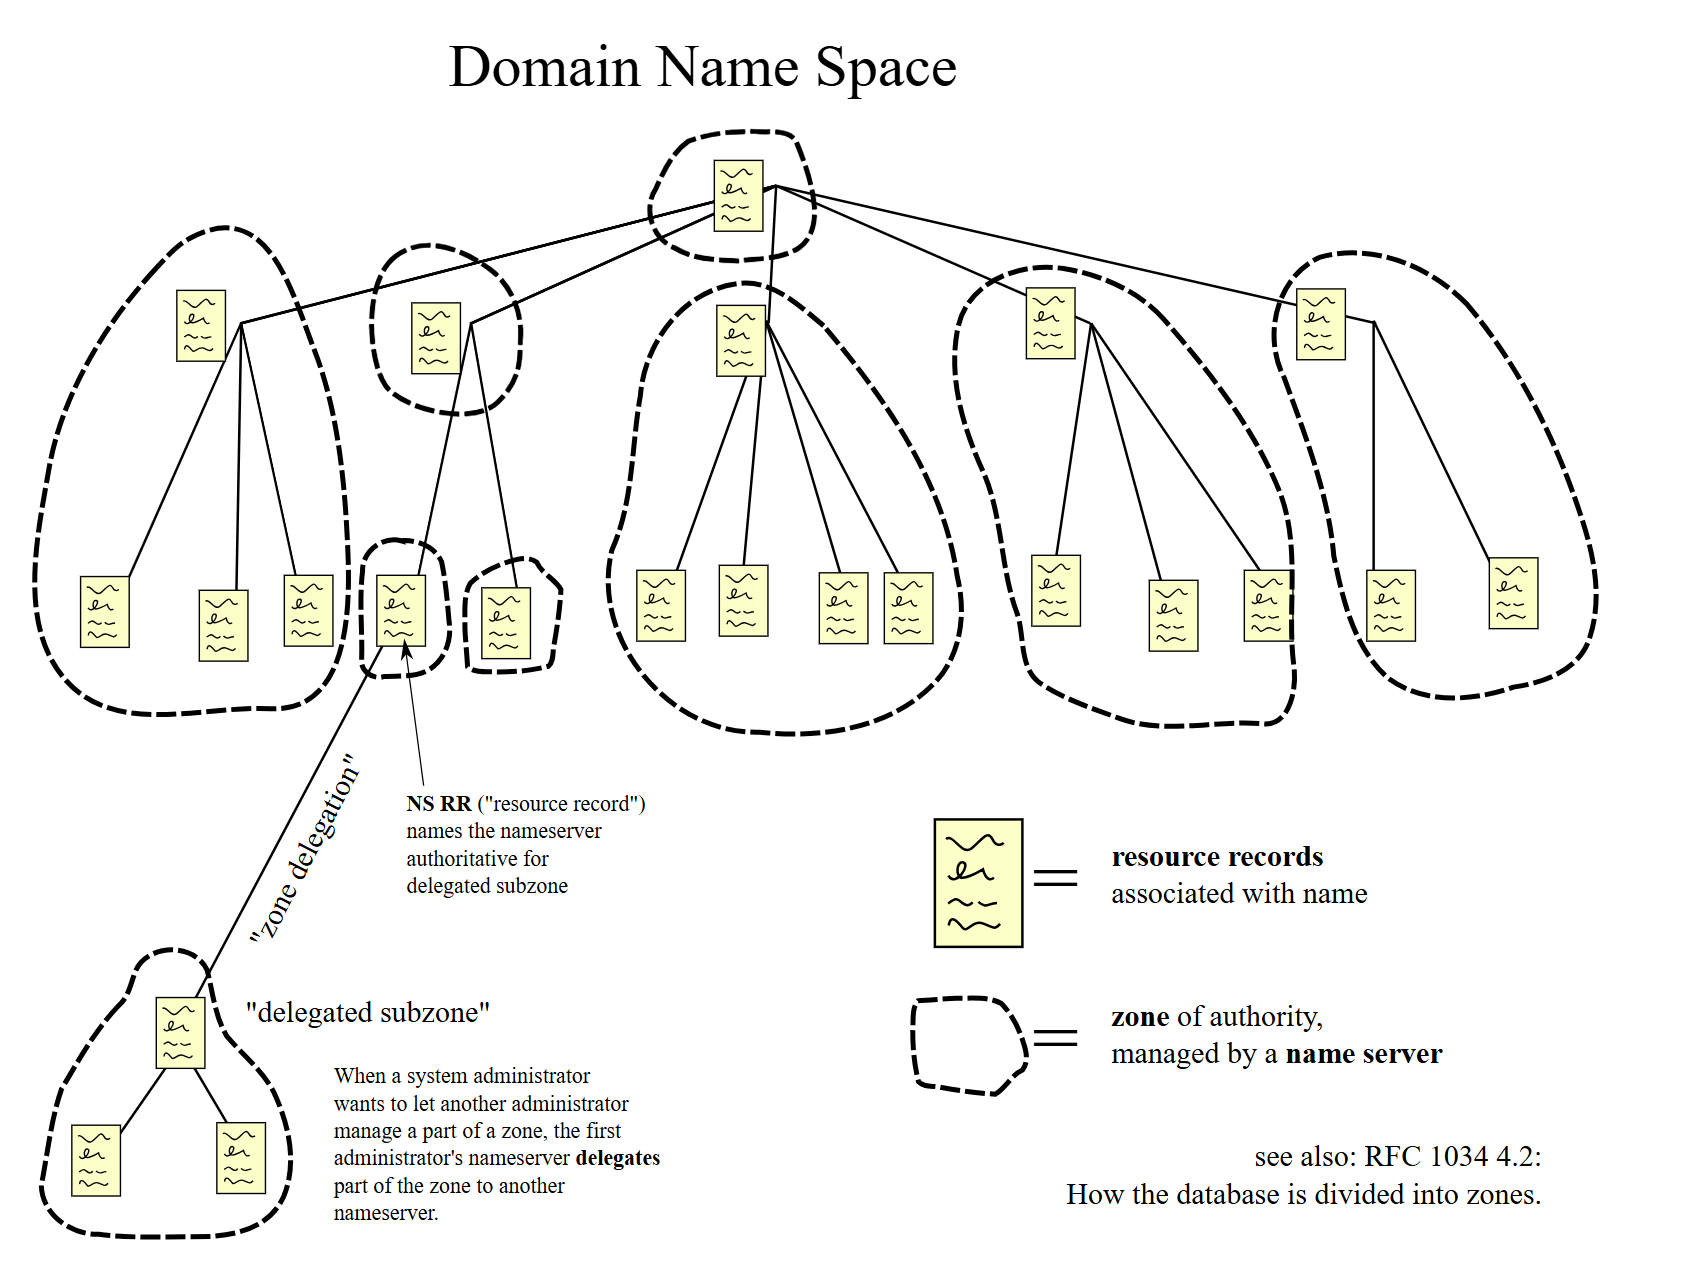 Domain Name Space
"zone delegation"
NS RR ("resource record")
names the nameserver
authoritative for
delegated subzone
resource records
associated with name
"delegated subzone"
zone of authority,
managed by a name server
When a system administrator
wants to let another administrator
manage a part of a zone, the first
administrator's nameserver delegates
part of the zone to another
nameserver.
see also: RFC 1034 4.2:
How the database is divided into zones.